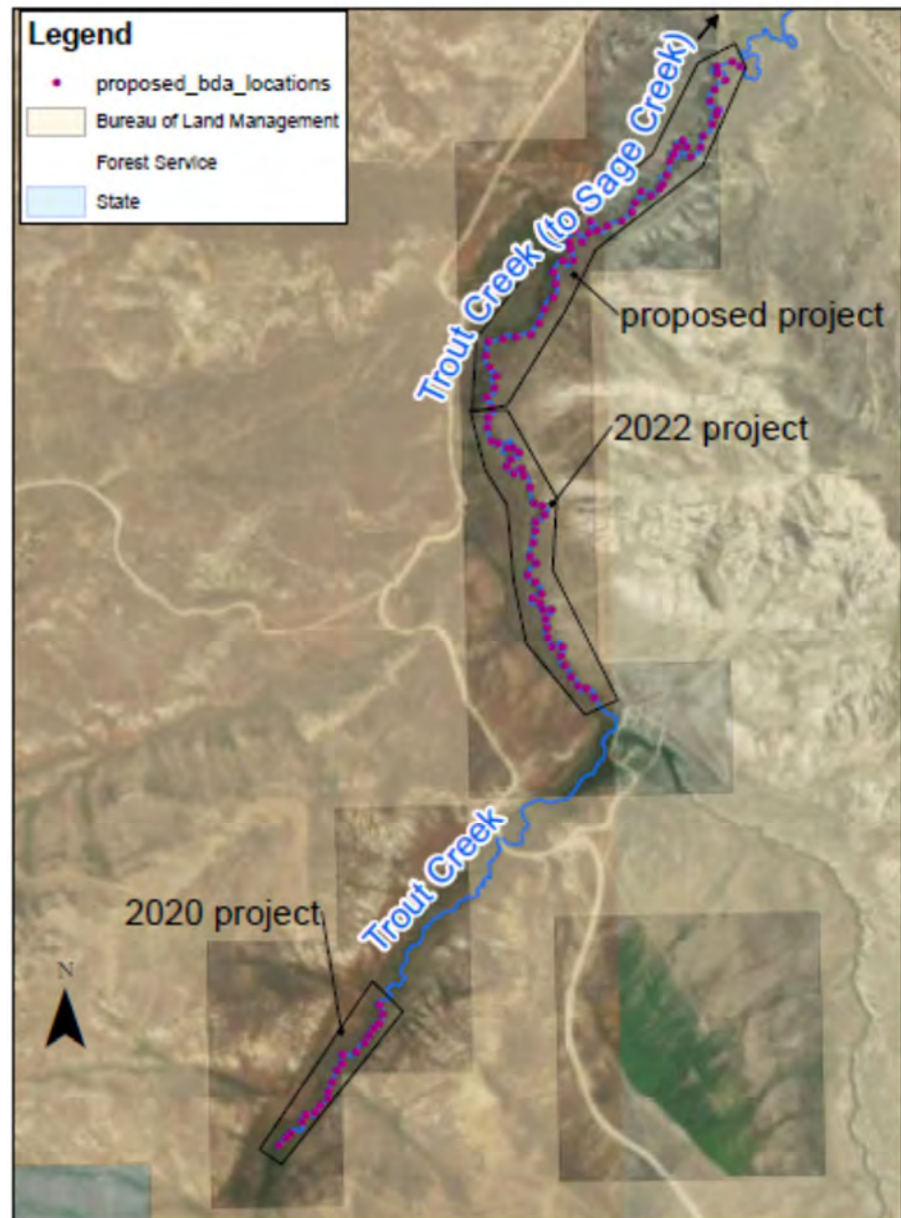 Legend
proposed_bda_locations
Bureau of Land Management
Forest Service
State
Trout Creek (to Sage Creek)
proposed project
2022 project
Trout Creek
2020 project
N